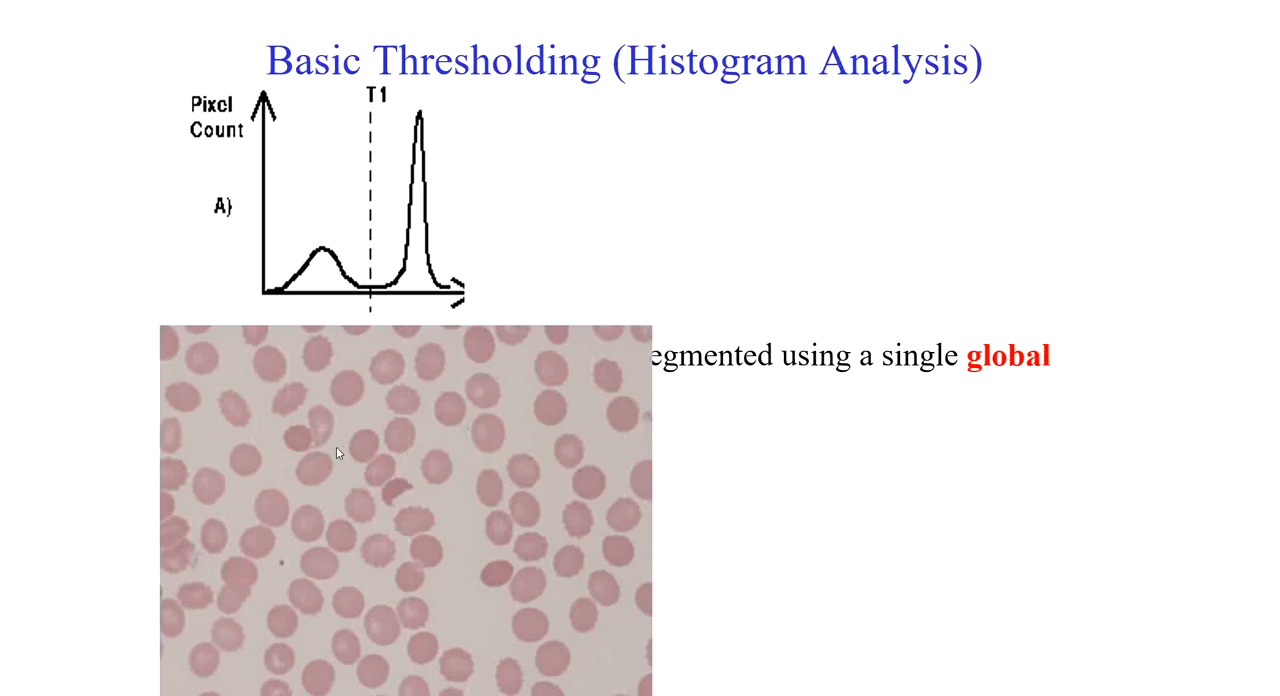 Basic Thresholding (Histogram Analysis)
T1
Pixel
Count
A)
egmented using a single global